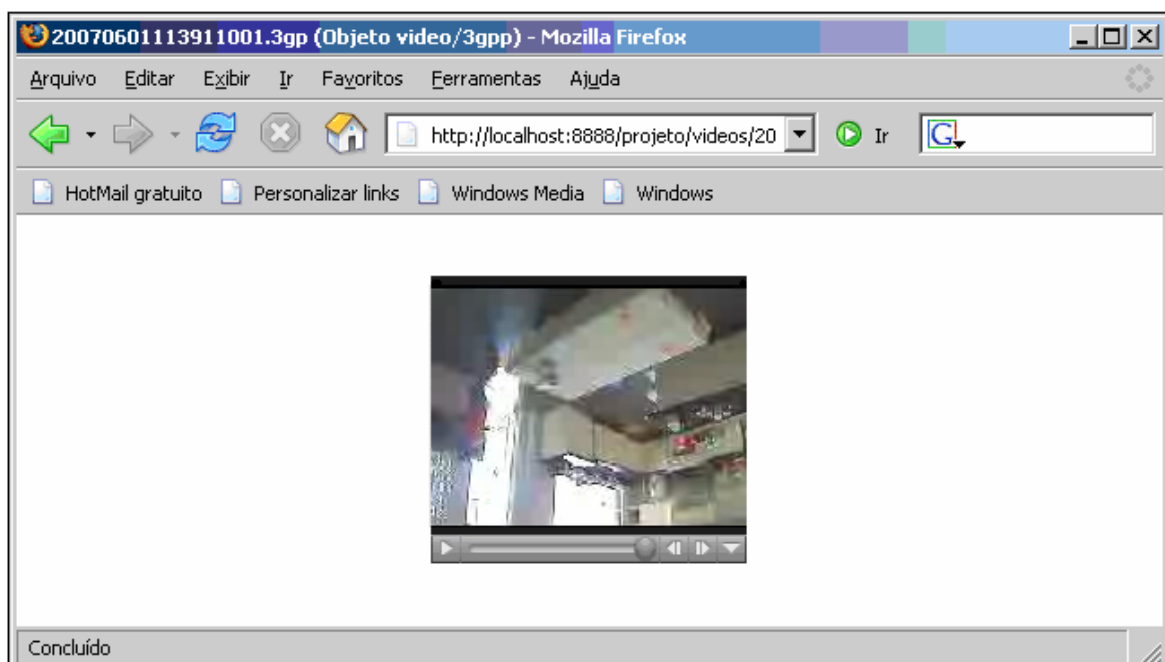 20070601113911001.3gp (Objeto video/3gpp) - Mozilla Firefox
Arquivo Editar Exibir Ir Favoritos Ferramentas Ajuda
http://localhost:8888/projeto/videos/20 Ir G
HotMail gratuito Personalizar links Windows Media Windows
Concluído